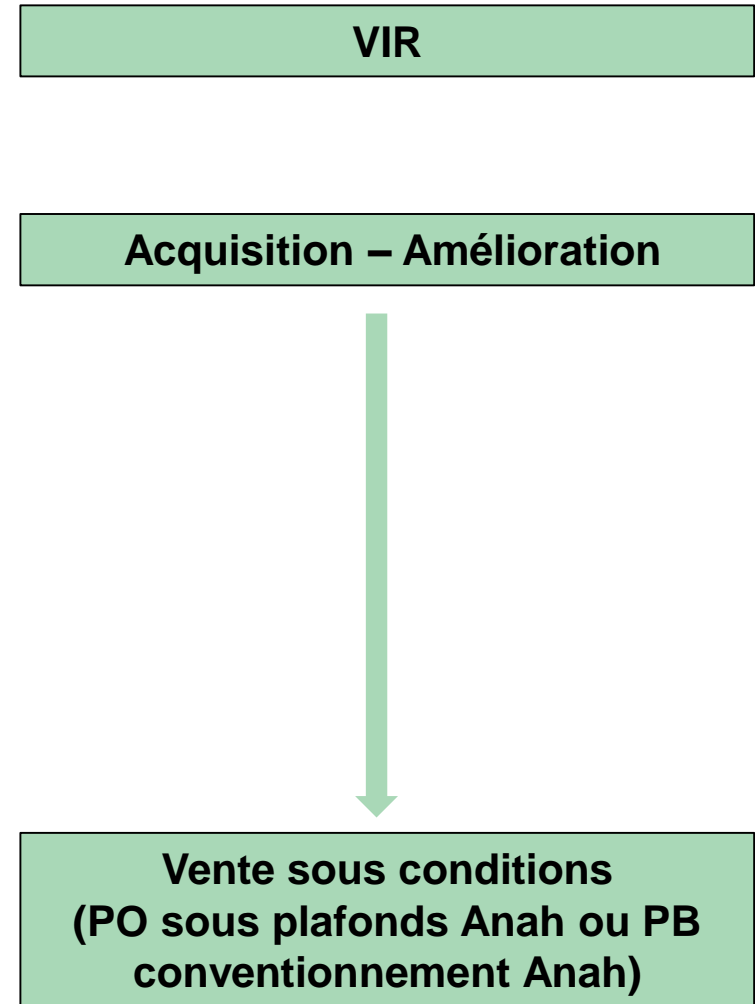 VIR
Acquisition – Amélioration
Vente sous conditions
(PO sous plafonds Anah ou PB
conventionnement Anah)